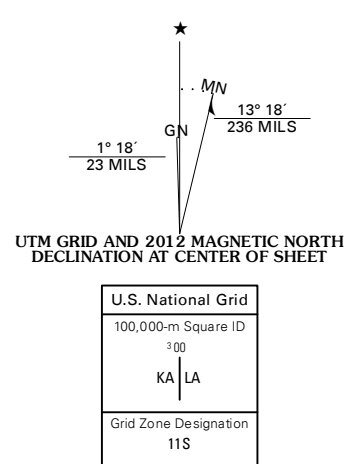 ★
MN
GN
1° 18´
23 MILS
13° 18´
236 MILS
UTM GRID AND 2012 MAGNETIC NORTH
DECLINATION AT CENTER OF SHEET
U.S. National Grid
100,000-m Square ID
300
KA LA
Grid Zone Designation
11S